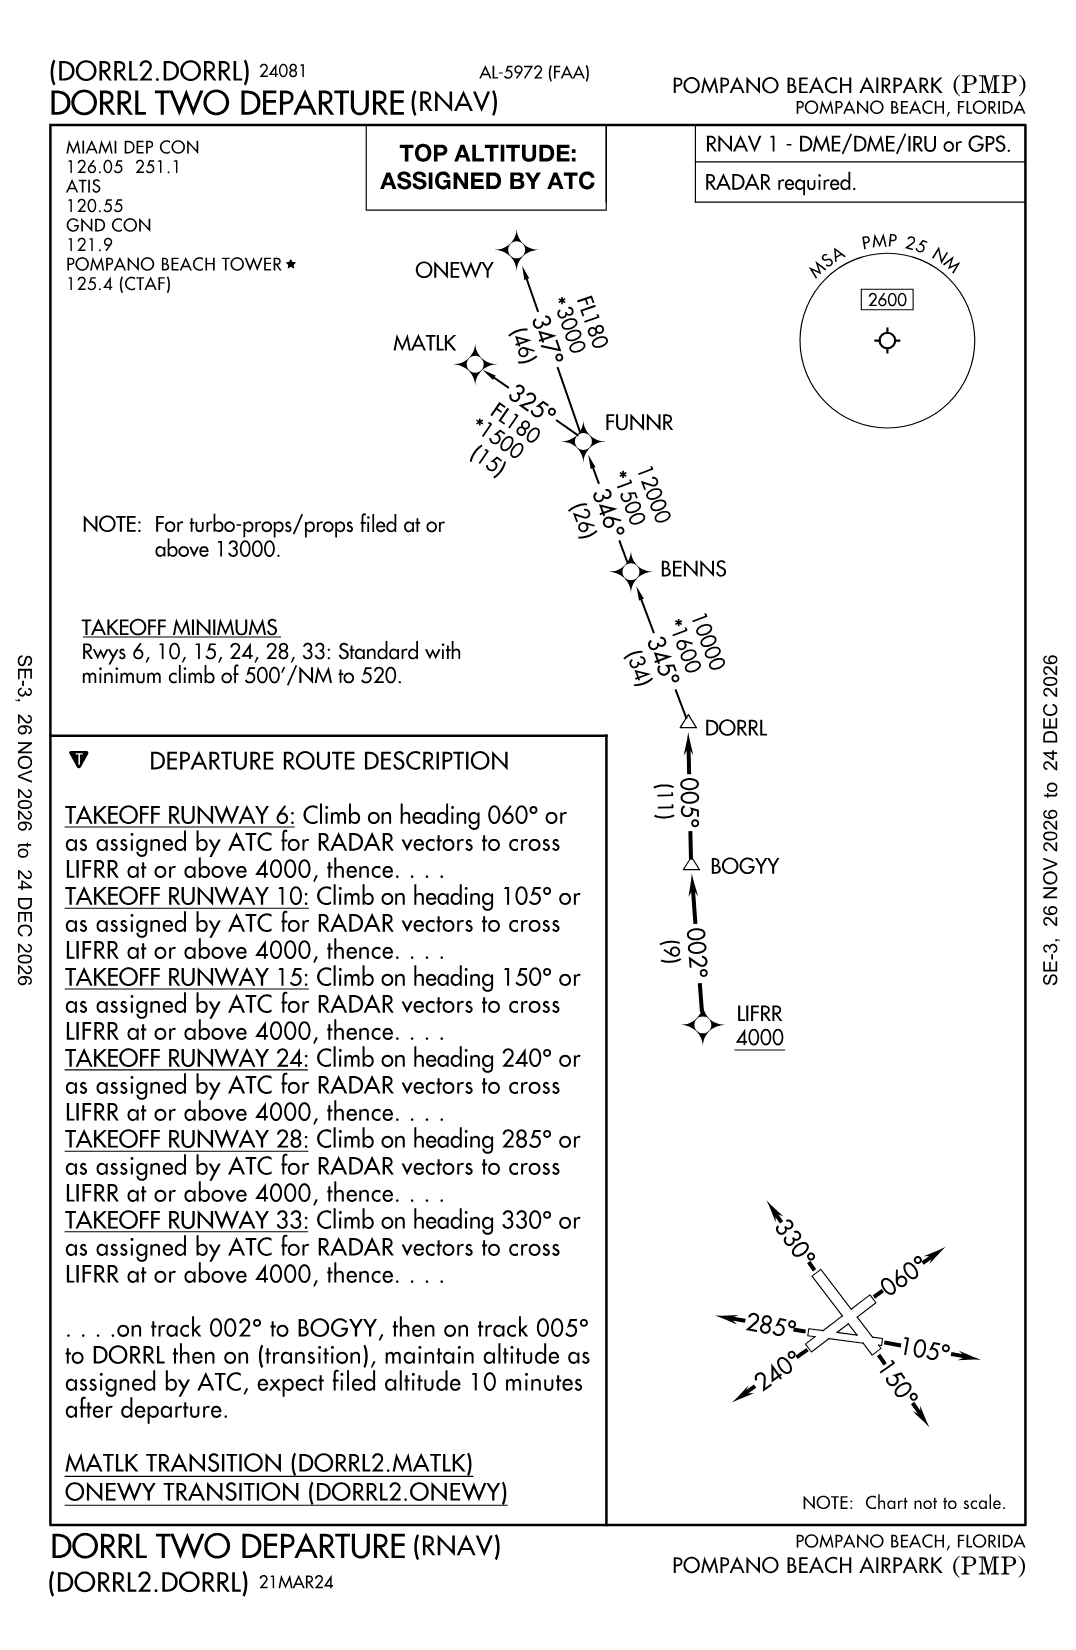 (DORRL2.DORRL) 24081
AL-5972 (FAA)
POMPANO BEACH AIRPARK (PMP)
DORRL TWO DEPARTURE (RNAV)
POMPANO BEACH, FLORIDA
MIAMI DEP CON
126.05 251.1
ATIS
120.55
GND CON
121.9
POMPANO BEACH TOWER★
125.4 (CTAF)
TOP ALTITUDE:
ASSIGNED BY ATC
RNAV 1 - DME/DME/IRU or GPS.
RADAR required.
MSA PMP 25 NM
2600
ONEWY
FL180
*3000
347°
(46)
MATLK
325°
FL180
*1500
(15)
FUNNR
12000
*1500
346°
(26)
BENNS
10000
*1600
345°
(34)
DORRL
005°
(11)
BOGYY
002°
(9)
LIFRR
4000
NOTE: For turbo-props/props filed at or
above 13000.
TAKEOFF MINIMUMS
Rwys 6, 10, 15, 24, 28, 33: Standard with
minimum climb of 500'/NM to 520.
T
DEPARTURE ROUTE DESCRIPTION
TAKEOFF RUNWAY 6: Climb on heading 060° or
as assigned by ATC for RADAR vectors to cross
LIFRR at or above 4000, thence. . . .
TAKEOFF RUNWAY 10: Climb on heading 105° or
as assigned by ATC for RADAR vectors to cross
LIFRR at or above 4000, thence. . . .
TAKEOFF RUNWAY 15: Climb on heading 150° or
as assigned by ATC for RADAR vectors to cross
LIFRR at or above 4000, thence. . . .
TAKEOFF RUNWAY 24: Climb on heading 240° or
as assigned by ATC for RADAR vectors to cross
LIFRR at or above 4000, thence. . . .
TAKEOFF RUNWAY 28: Climb on heading 285° or
as assigned by ATC for RADAR vectors to cross
LIFRR at or above 4000, thence. . . .
TAKEOFF RUNWAY 33: Climb on heading 330° or
as assigned by ATC for RADAR vectors to cross
LIFRR at or above 4000, thence. . . .
. . . .on track 002° to BOGYY, then on track 005°
to DORRL then on (transition), maintain altitude as
assigned by ATC, expect filed altitude 10 minutes
after departure.
MATLK TRANSITION (DORRL2.MATLK)
ONEWY TRANSITION (DORRL2.ONEWY)
330°
060°
285°
105°
240°
150°
NOTE: Chart not to scale.
SE-3, 26 NOV 2026 to 24 DEC 2026
SE-3, 26 NOV 2026 to 24 DEC 2026
DORRL TWO DEPARTURE (RNAV)
POMPANO BEACH, FLORIDA
(DORRL2.DORRL) 21MAR24
POMPANO BEACH AIRPARK (PMP)